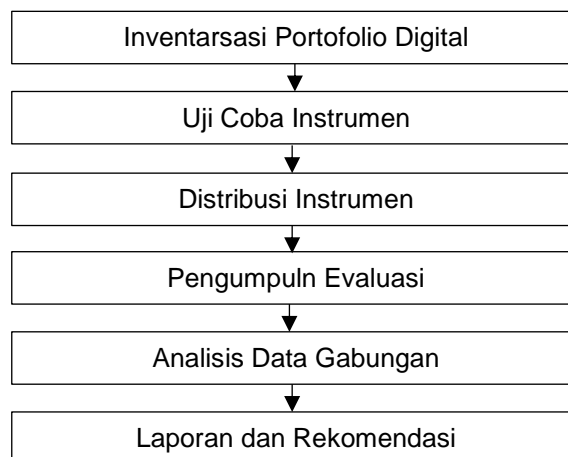 Inventarsasi Portofolio Digital
Uji Coba Instrumen
Distribusi Instrumen
Pengumpuln Evaluasi
Analisis Data Gabungan
Laporan dan Rekomendasi